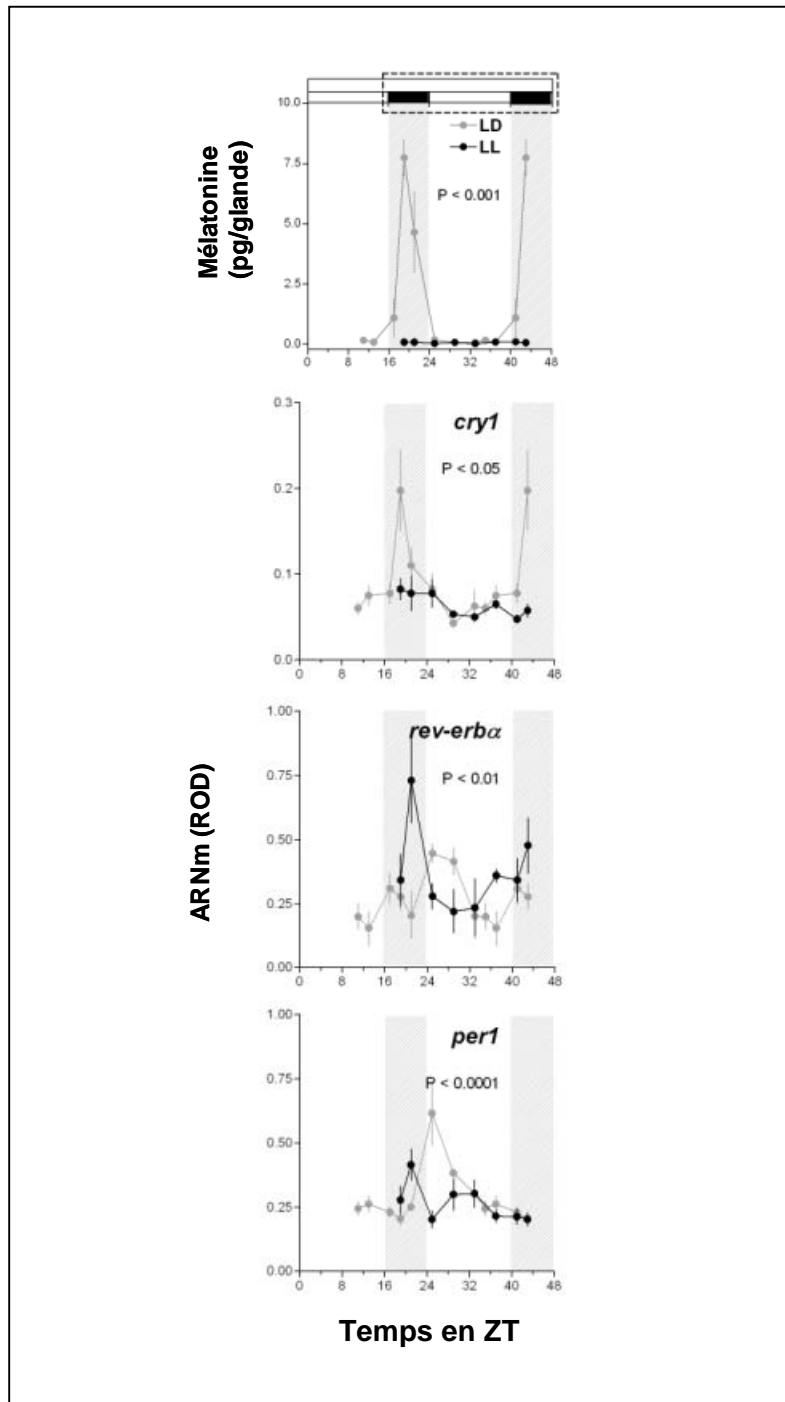 10.0
LD
LL
7.5
P < 0.001
5.0
2.5
0.0
0 8 16 24 32 40 48
Mélatonine
(pg/glande)
0.3
cry1
P < 0.05
0.2
0.1
0.0
0 8 16 24 32 40 48
1.00
rev-erbα
P < 0.01
0.75
0.50
0.25
0.00
0 8 16 24 32 40 48
ARNm (ROD)
1.00
per1
P < 0.0001
0.75
0.50
0.25
0.00
0 8 16 24 32 40 48
Temps en ZT